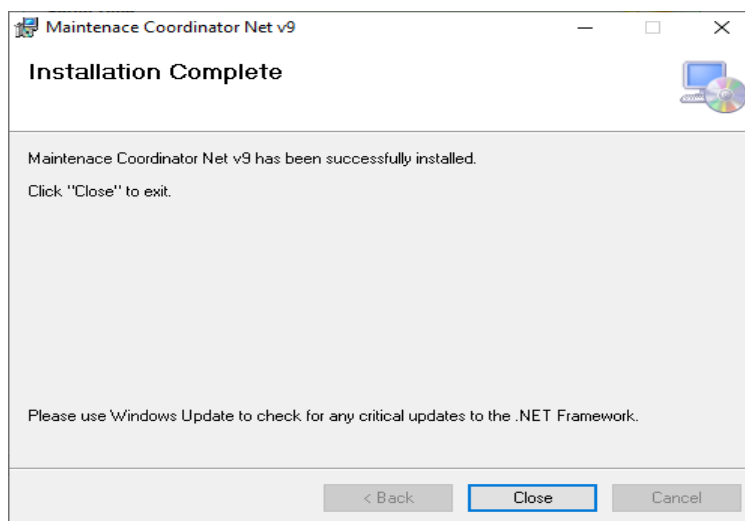 Maintenace Coordinator Net v9
Installation Complete
Maintenace Coordinator Net v9 has been successfully installed.
Click "Close" to exit.
Please use Windows Update to check for any critical updates to the .NET Framework.
< Back Close Cancel